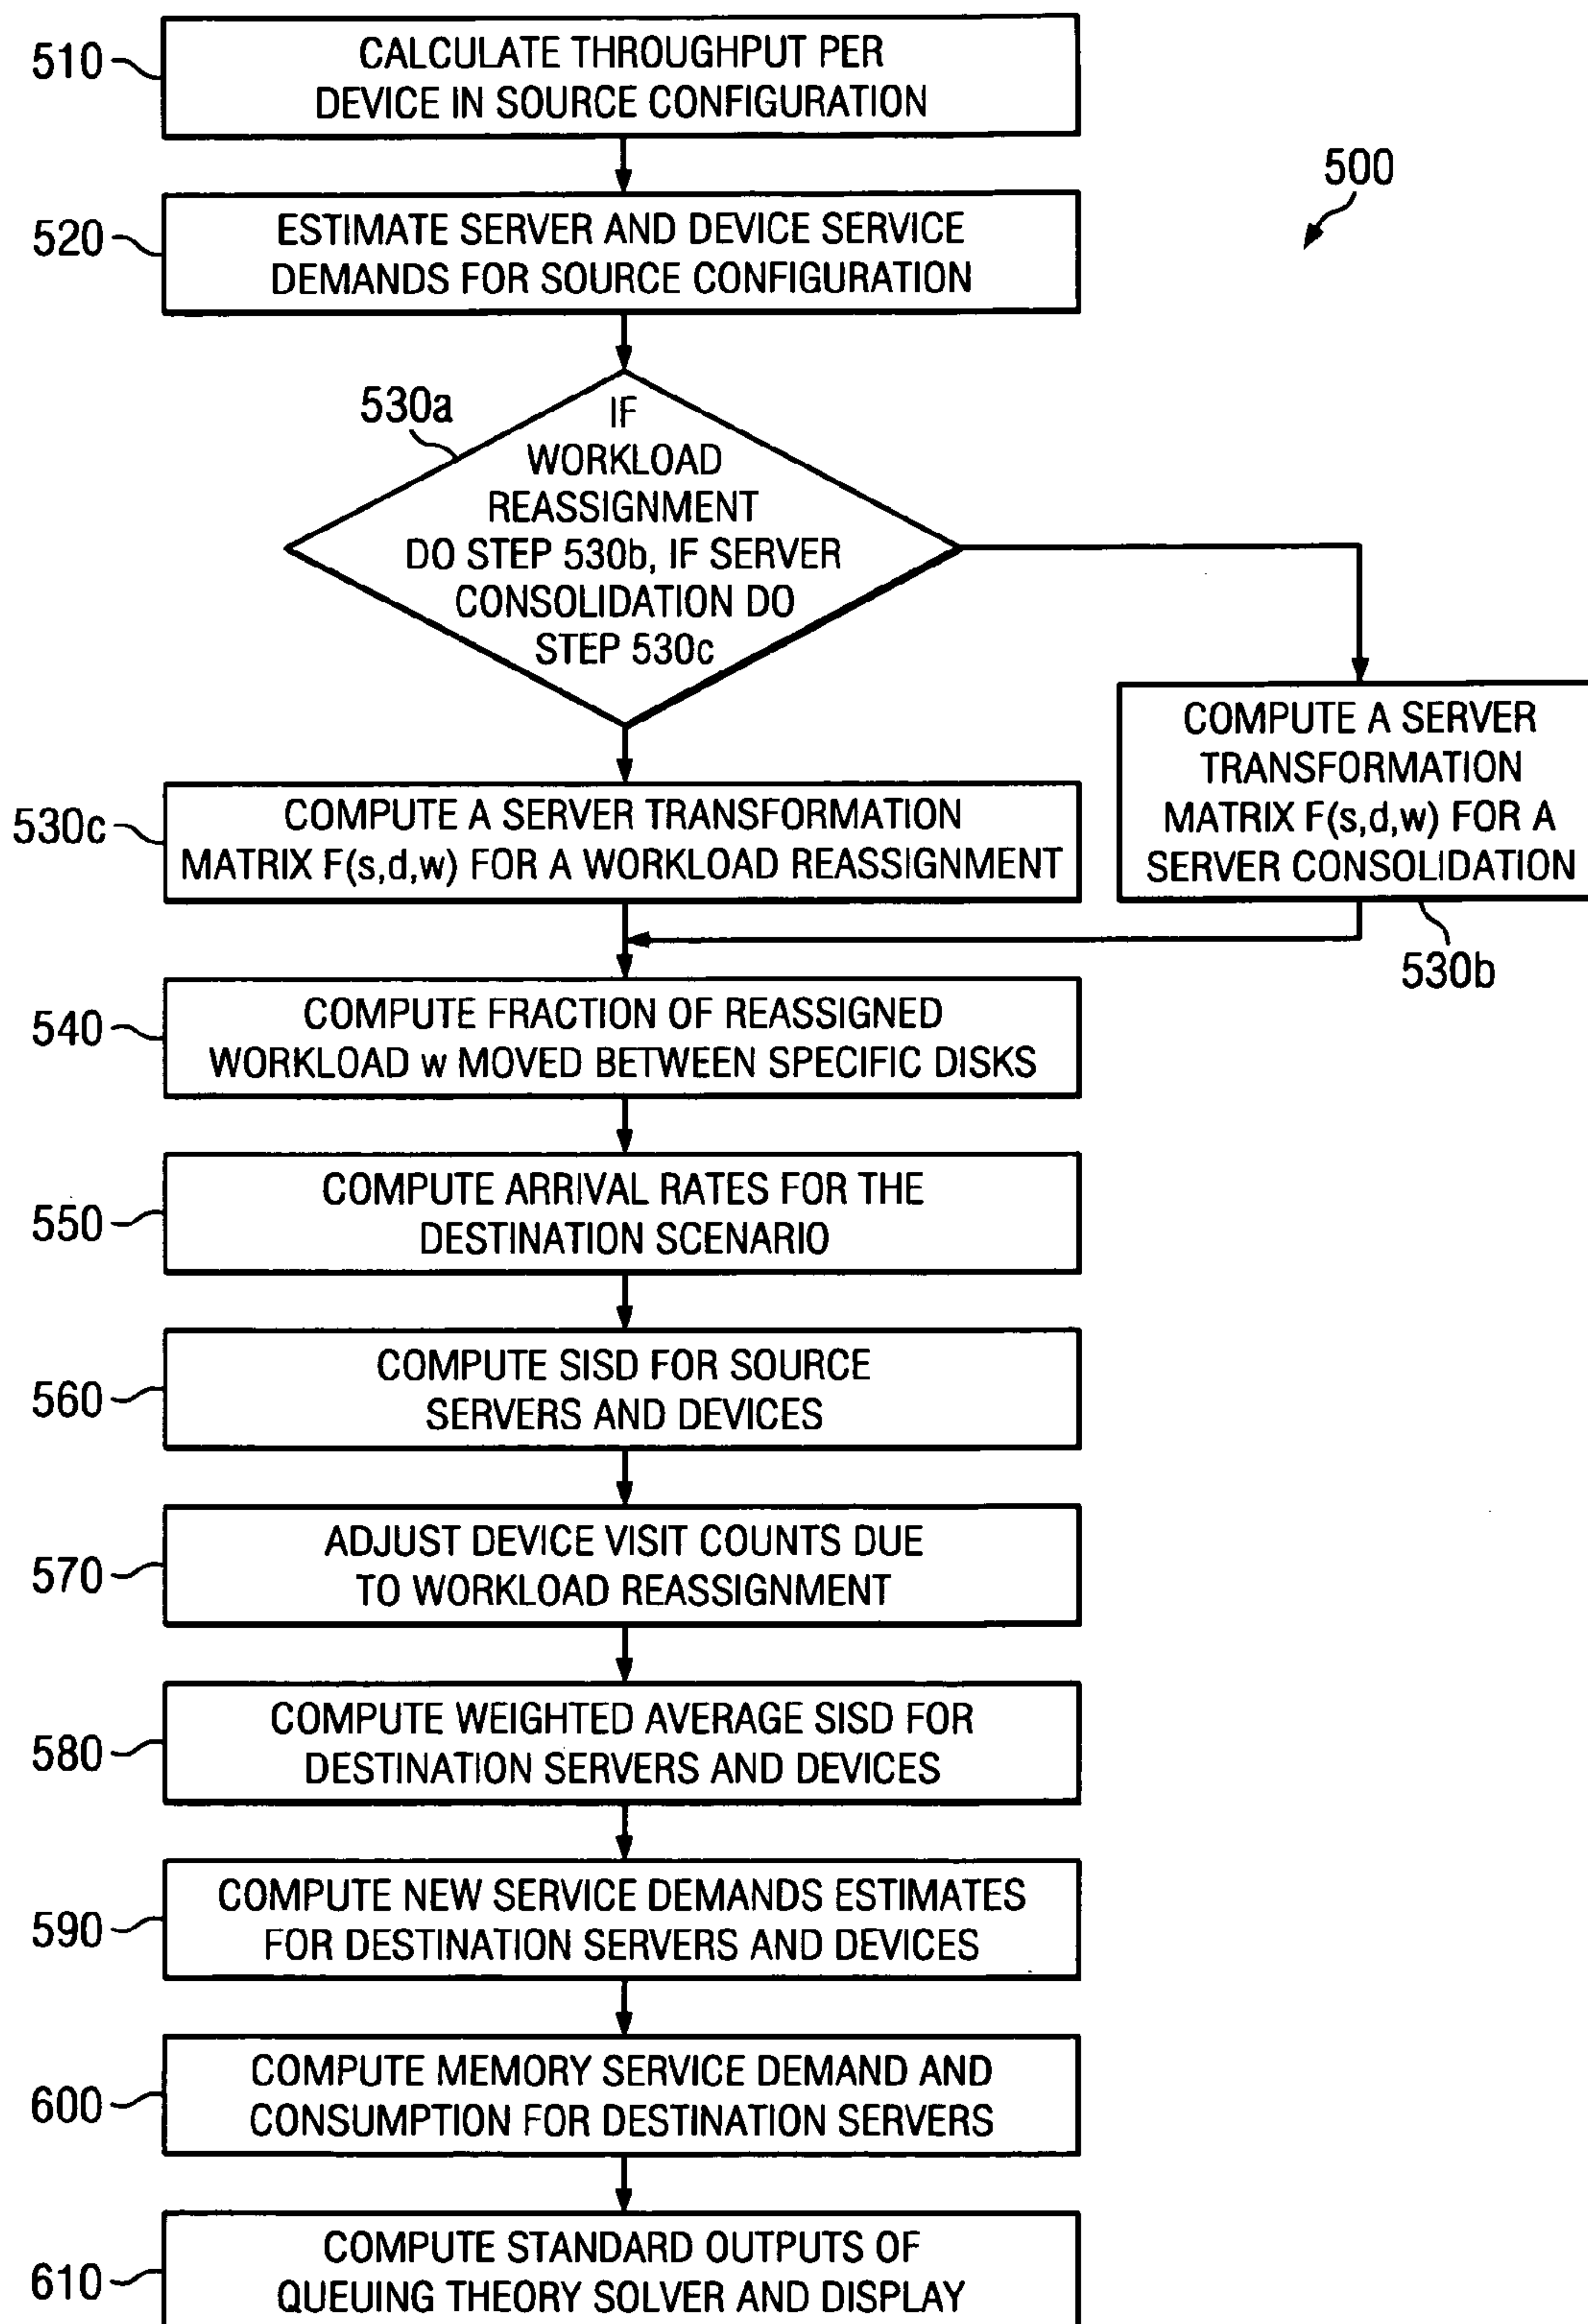 510
CALCULATE THROUGHPUT PER
DEVICE IN SOURCE CONFIGURATION
500
520
ESTIMATE SERVER AND DEVICE SERVICE
DEMANDS FOR SOURCE CONFIGURATION
530a
IF
WORKLOAD
REASSIGNMENT
DO STEP 530b, IF SERVER
CONSOLIDATION DO
STEP 530c
COMPUTE A SERVER
TRANSFORMATION
MATRIX F(s,d,w) FOR A
SERVER CONSOLIDATION
530b
530c
COMPUTE A SERVER TRANSFORMATION
MATRIX F(s,d,w) FOR A WORKLOAD REASSIGNMENT
540
COMPUTE FRACTION OF REASSIGNED
WORKLOAD w MOVED BETWEEN SPECIFIC DISKS
550
COMPUTE ARRIVAL RATES FOR THE
DESTINATION SCENARIO
560
COMPUTE SISD FOR SOURCE
SERVERS AND DEVICES
570
ADJUST DEVICE VISIT COUNTS DUE
TO WORKLOAD REASSIGNMENT
580
COMPUTE WEIGHTED AVERAGE SISD FOR
DESTINATION SERVERS AND DEVICES
590
COMPUTE NEW SERVICE DEMANDS ESTIMATES
FOR DESTINATION SERVERS AND DEVICES
600
COMPUTE MEMORY SERVICE DEMAND AND
CONSUMPTION FOR DESTINATION SERVERS
610
COMPUTE STANDARD OUTPUTS OF
QUEUING THEORY SOLVER AND DISPLAY